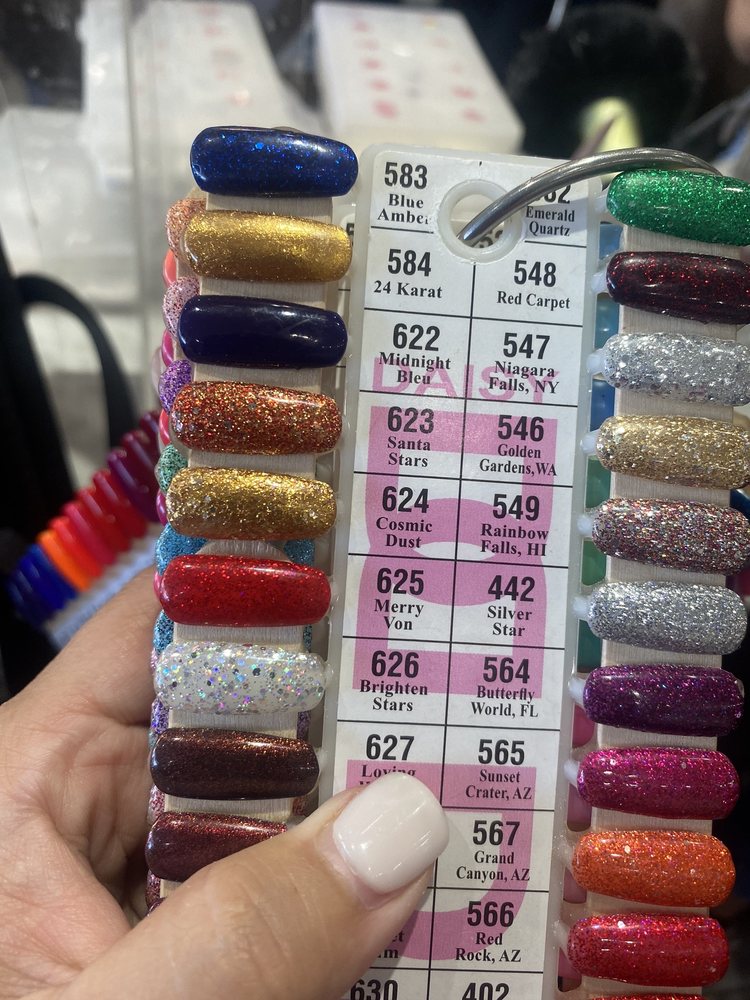 583
Blue
Emerald
Quartz
584
24 Karat
548
Red Carpet
622
Midnight
Bleu
547
Niagara
Falls, NY
DAISY
623
Santa
Stars
546
Golden
Gardens,WA
624
Cosmic
Dust
549
Rainbow
Falls, HI
625
Merry
Von
442
Silver
Star
626
Brighten
Stars
564
Butterfly
World, FL
627
Loving
565
Sunset
Crater, AZ
567
Grand
Canyon, AZ
566
Red
Rock, AZ
630
402